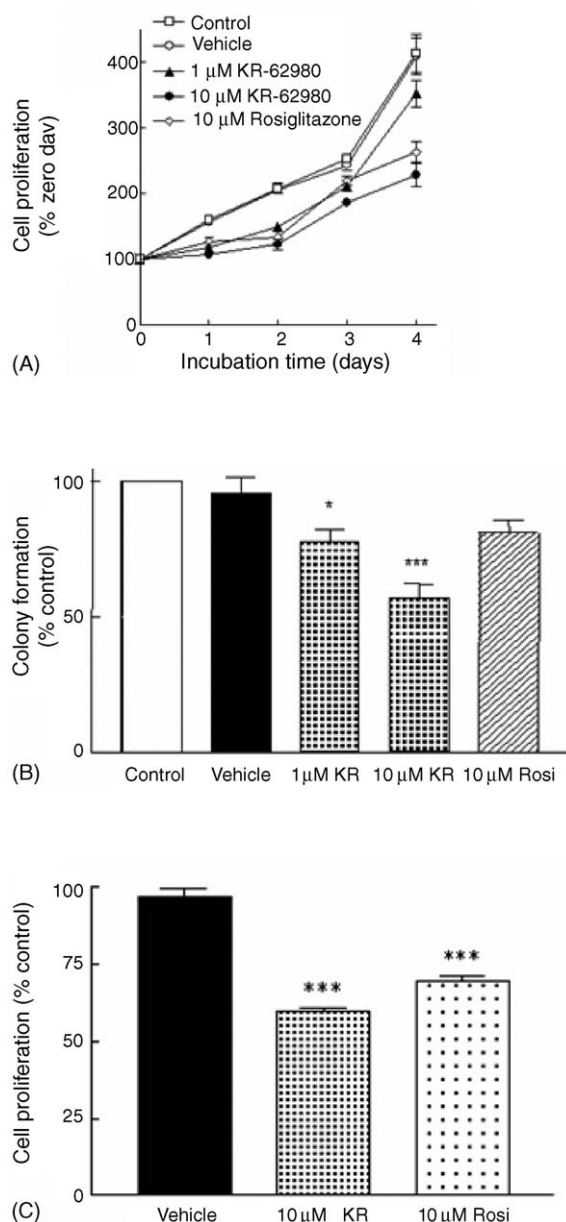 Control
Vehicle
1 μM KR-62980
10 μM KR-62980
10 μM Rosiglitazone
Cell proliferation
(% zero dav)
400
300
200
100
0
0 1 2 3 4
Incubation time (days)
(A)
Colony formation
(% control)
100
50
0
*
***
Control Vehicle 1 μM KR 10 μM KR 10 μM Rosi
(B)
Cell proliferation (% control)
100
75
50
25
0
***
***
Vehicle 10 μM KR 10 μM Rosi
(C)